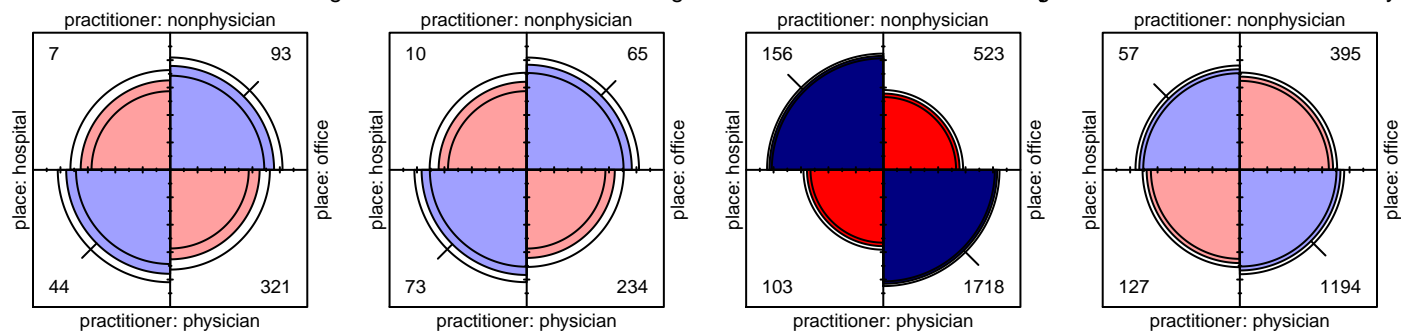 practitioner: nonphysician practitioner: nonphysician practitioner: nonphysician practitioner: nonphysician
7 93 10 65 156 523 57 395
place: hospital place: office place: hospital place: office place: hospital place: office place: hospital place: office
44 321 73 234 103 1718 127 1194
practitioner: physician practitioner: physician practitioner: physician practitioner: physician